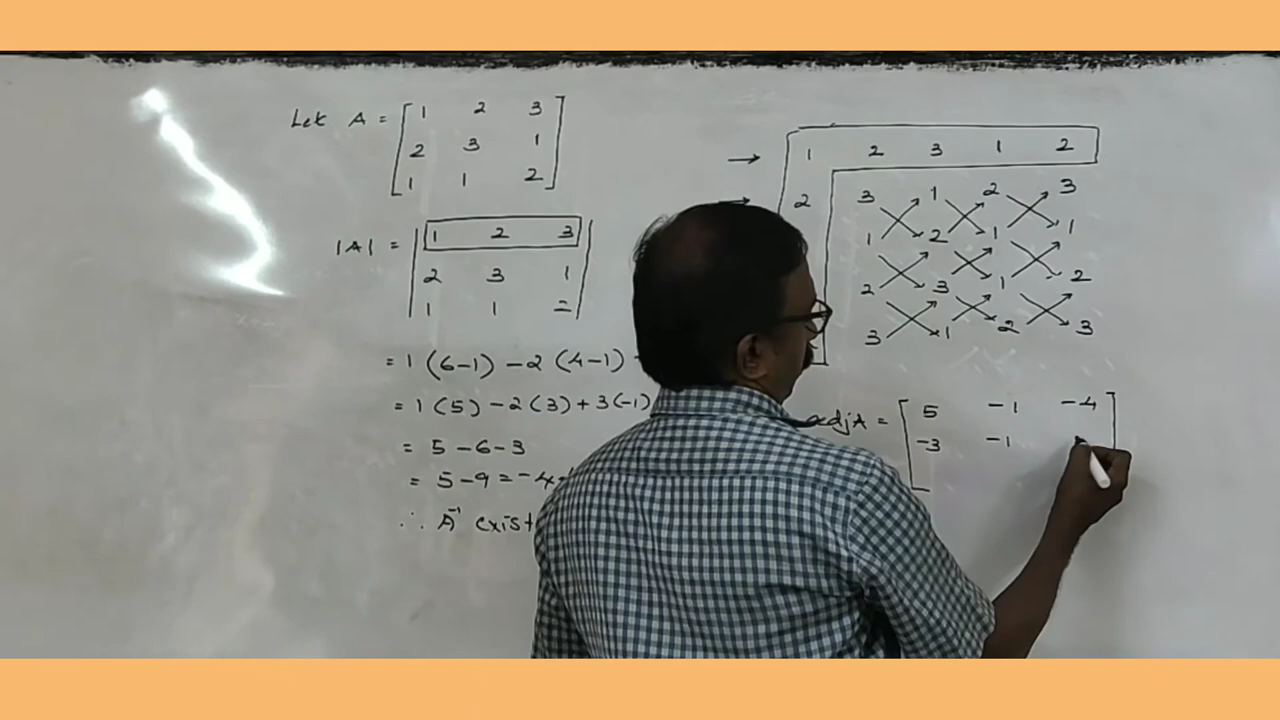 Let A = [ 1 2 3
2 3 1
1 1 2 ]
|A| = | 1 2 3
2 3 1
1 1 2 |
= 1 (6-1) - 2 (4-1)
= 1 (5) - 2 (3) + 3 (-1)
= 5 - 6 - 3
= 5 - 9 = -4
∴ A⁻¹ exist
→ 1 2 3 1 2
→ 2 3 1 2 3
1 2 1 1
2 3 1 2
3 1 2 3
adjA = [ 5 -1 -4
-3 -1